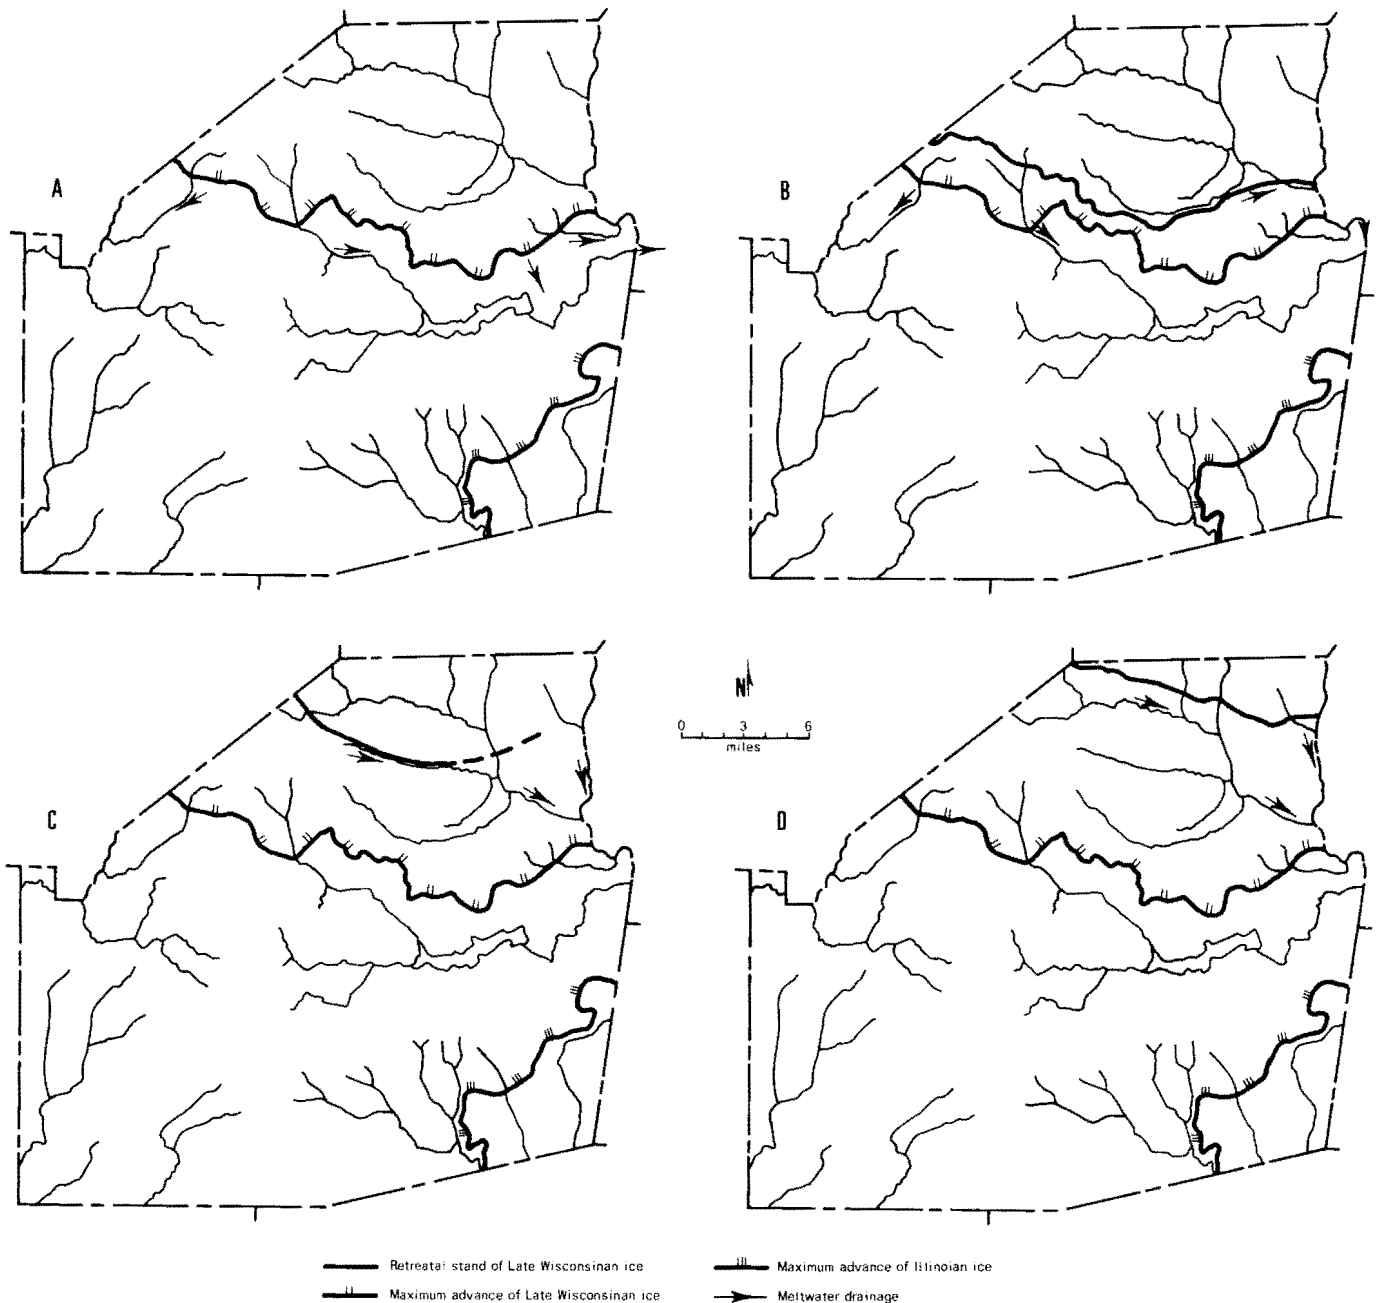 A
B
C
D
N
0 3 6
miles
Retreatal stand of Late Wisconsinan ice
Maximum advance of Late Wisconsinan ice
Maximum advance of Illinoian ice
Meltwater drainage